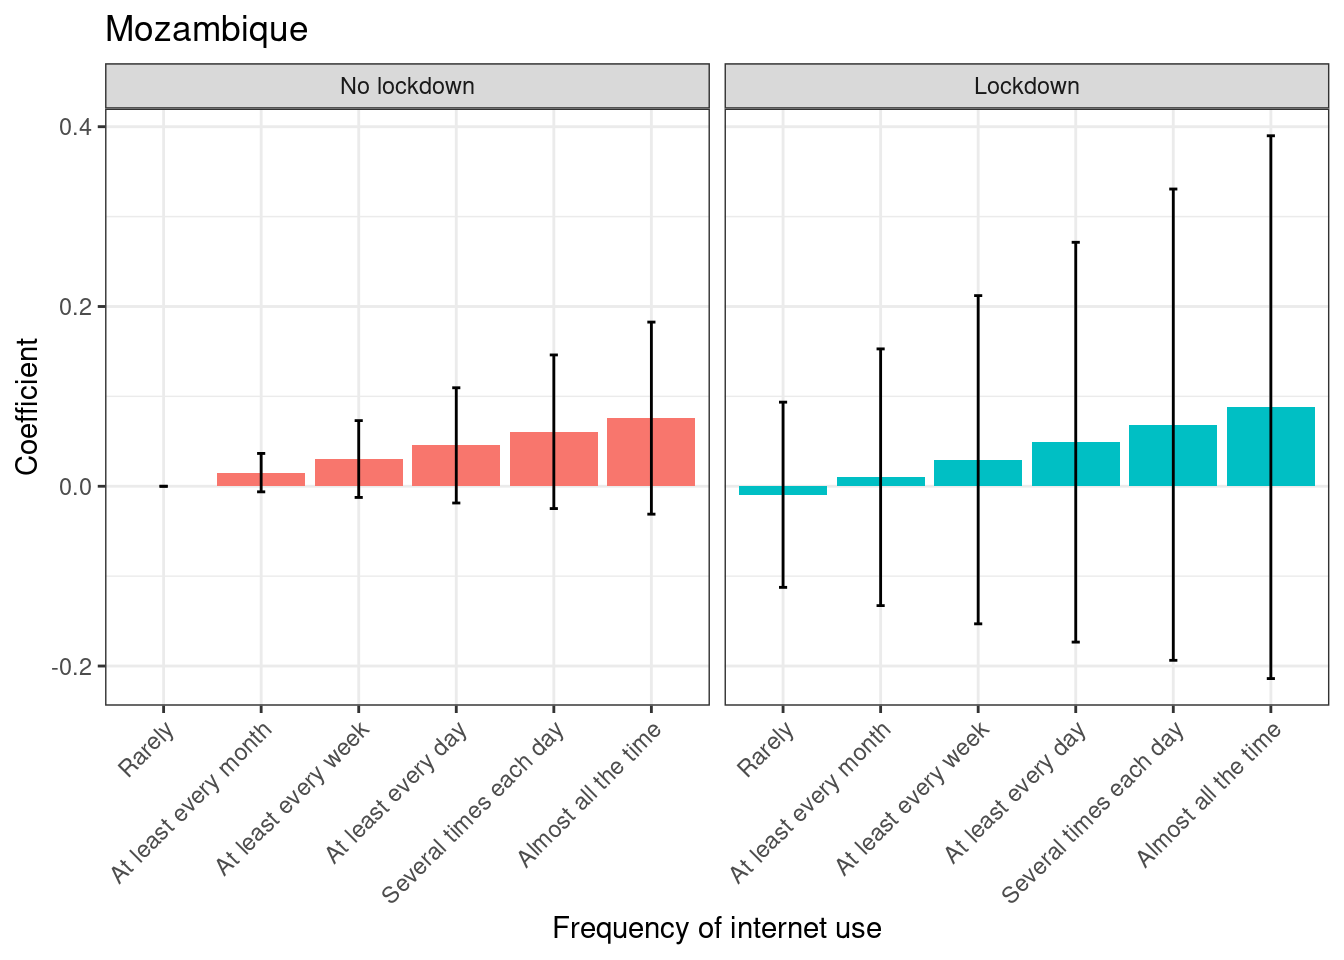 Mozambique
No lockdown
Lockdown
0.4
0.2
0.0
-0.2
Coefficient
Rarely
At least every month
At least every week
At least every day
Several times each day
Almost all the time
Rarely
At least every month
At least every week
At least every day
Several times each day
Almost all the time
Frequency of internet use